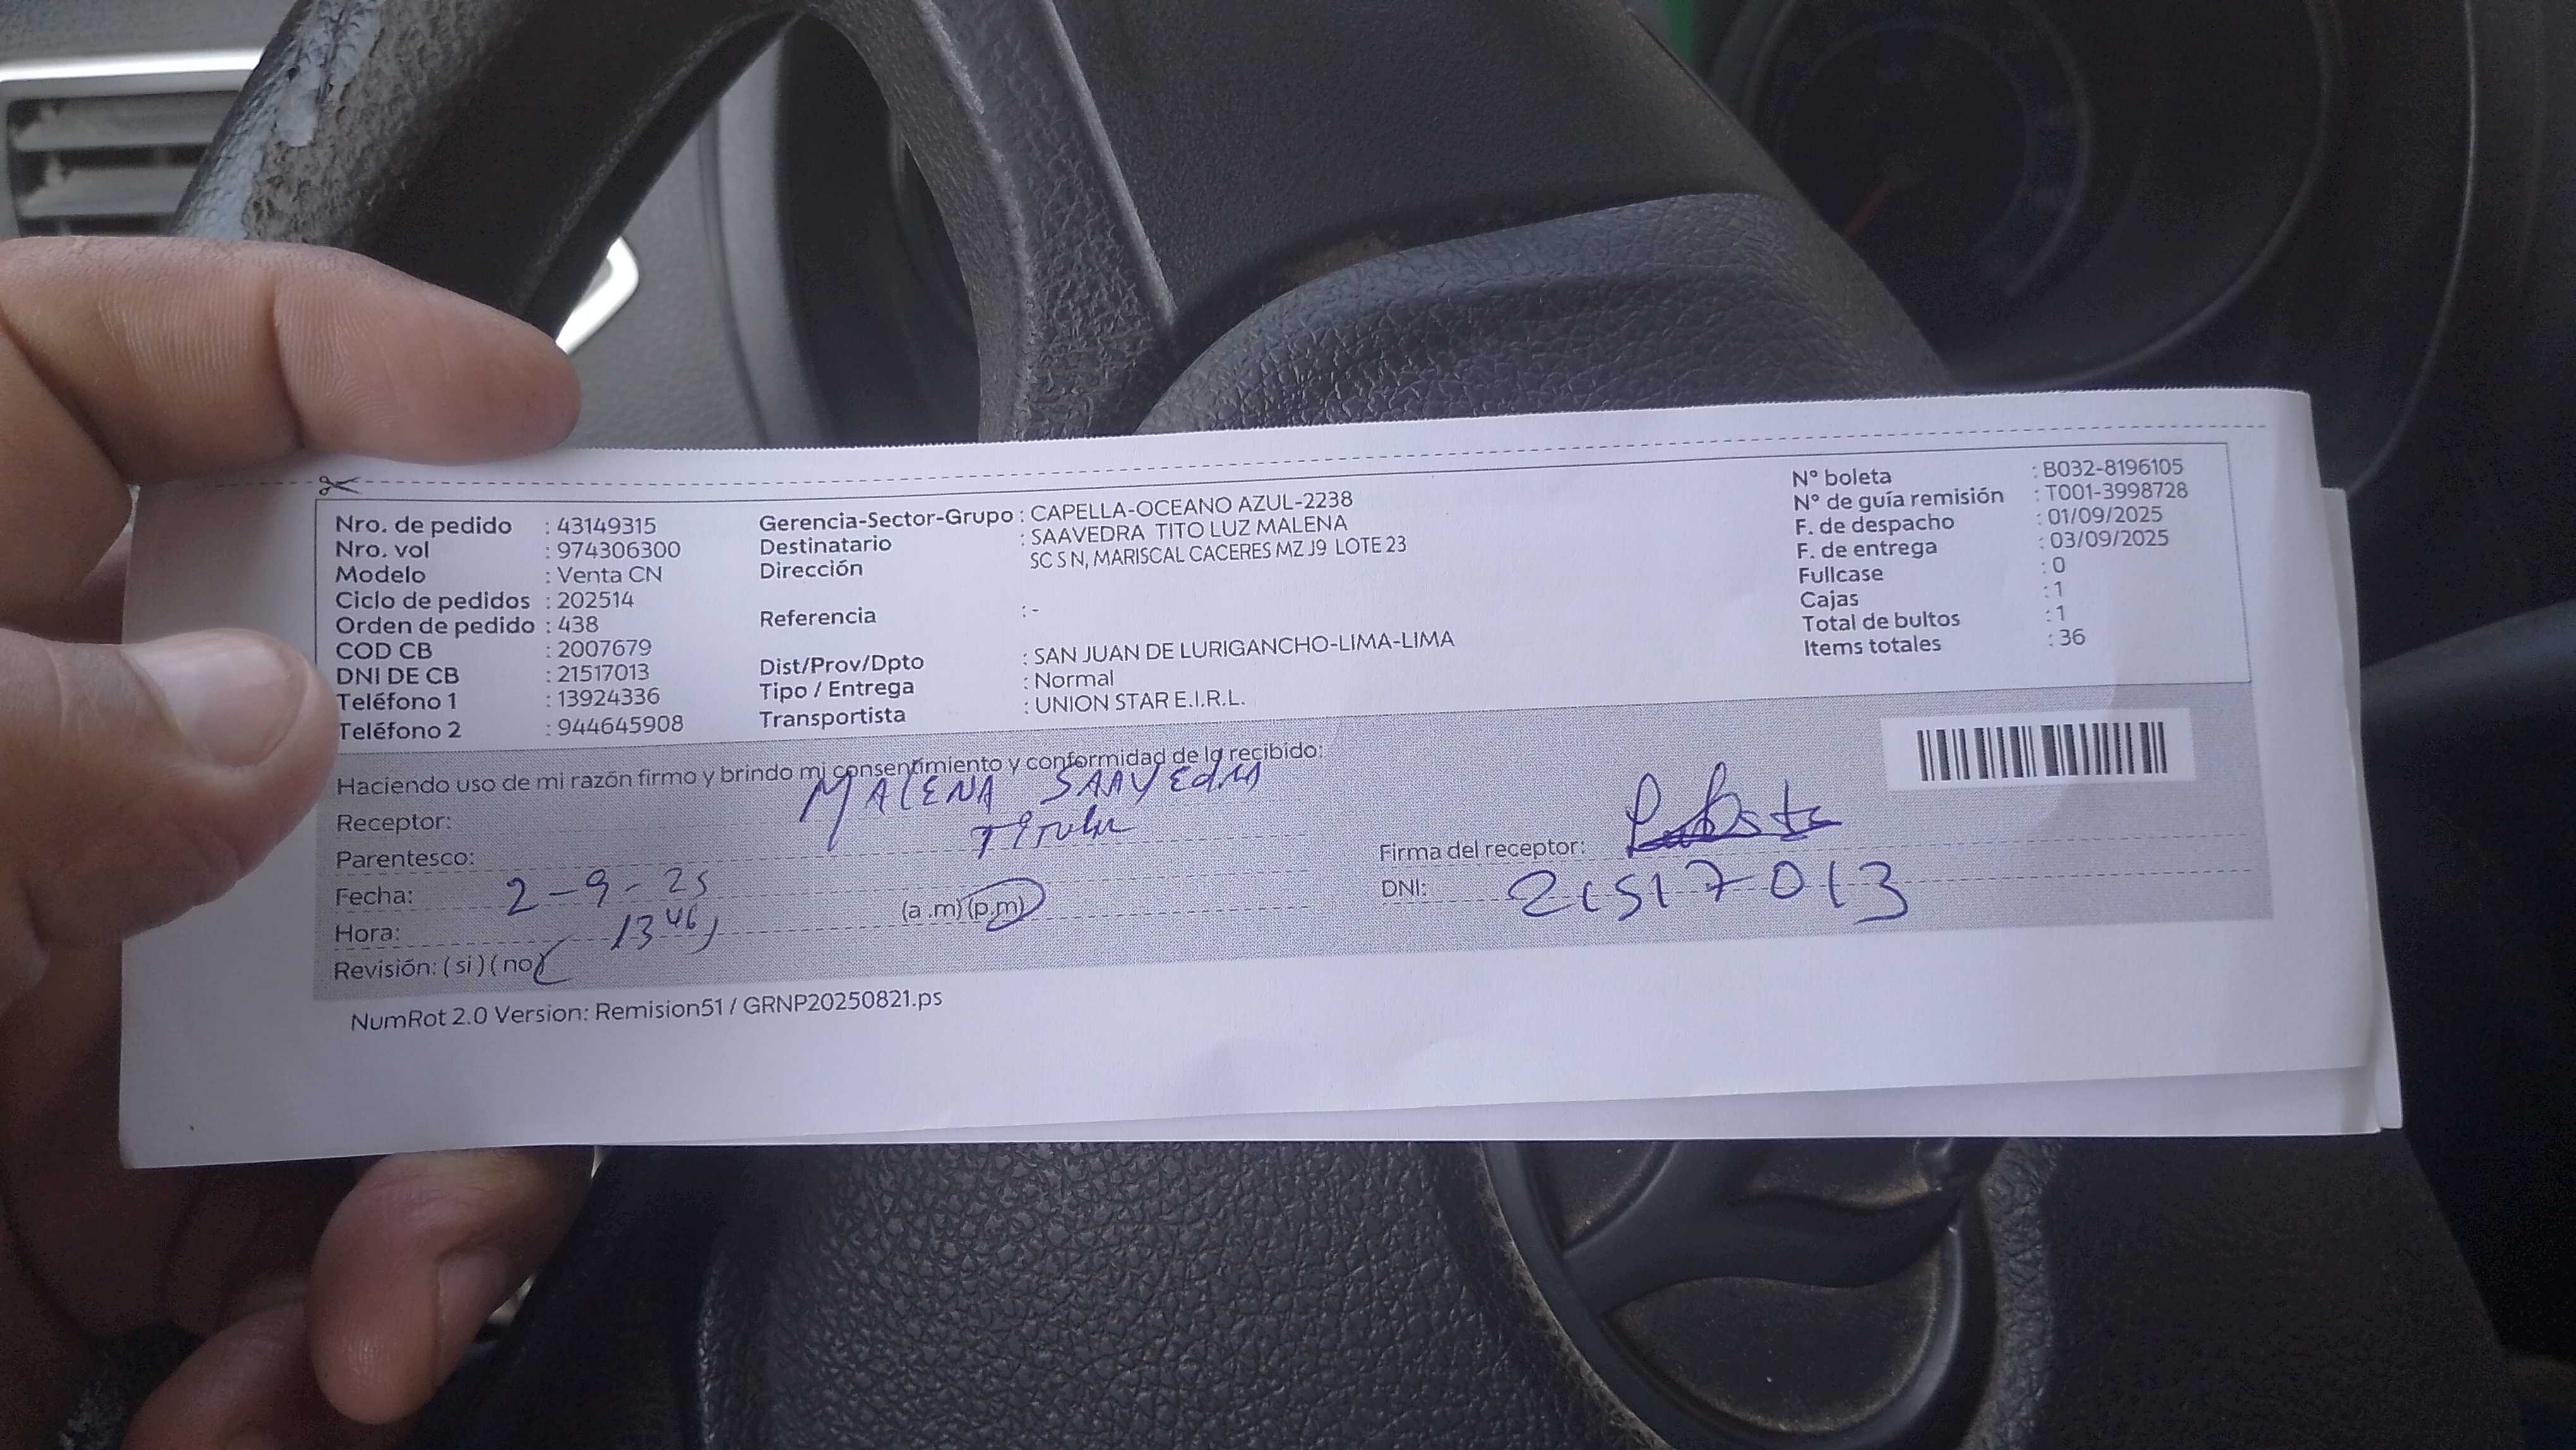 Nro. de pedido : 43149315
Nro. vol : 974306300
Modelo : Venta CN
Ciclo de pedidos : 202514
Orden de pedido : 438
COD CB : 2007679
DNI DE CB : 21517013
Teléfono 1 : 13924336
Teléfono 2 : 944645908
Gerencia-Sector-Grupo : CAPELLA-OCEANO AZUL-2238
Destinatario : SAAVEDRA TITO LUZ MALENA
Dirección SC S N, MARISCAL CACERES MZ J9 LOTE 23
Referencia : -
Dist/Prov/Dpto : SAN JUAN DE LURIGANCHO-LIMA-LIMA
Tipo / Entrega : Normal
Transportista : UNION STAR E.I.R.L.
N° boleta : B032-8196105
N° de guía remisión : T001-3998728
F. de despacho : 01/09/2025
F. de entrega : 03/09/2025
Fullcase : 0
Cajas : 1
Total de bultos : 1
Items totales : 36
Haciendo uso de mi razón firmo y brindo mi consentimiento y conformidad de lo recibido:
Receptor: MALENA SAAVEDRA
Parentesco: Titular
Fecha: 2-9-25
Hora: 13 46 (a .m) (p.m)
Revisión: ( si ) ( no )
Firma del receptor:
DNI: 21517013
NumRot 2.0 Version: Remision51 / GRNP20250821.ps